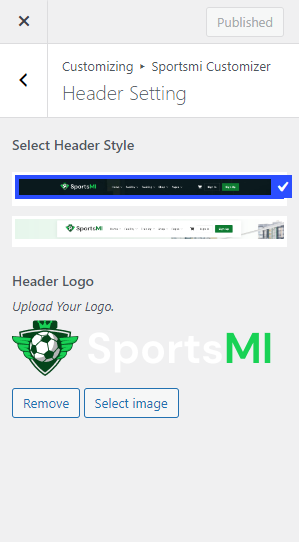 Published
Customizing ▸ Sportsmi Customizer
Header Setting
Select Header Style
SportsMI
SportsMI
Header Logo
Upload Your Logo.
SportsMI
Remove
Select image